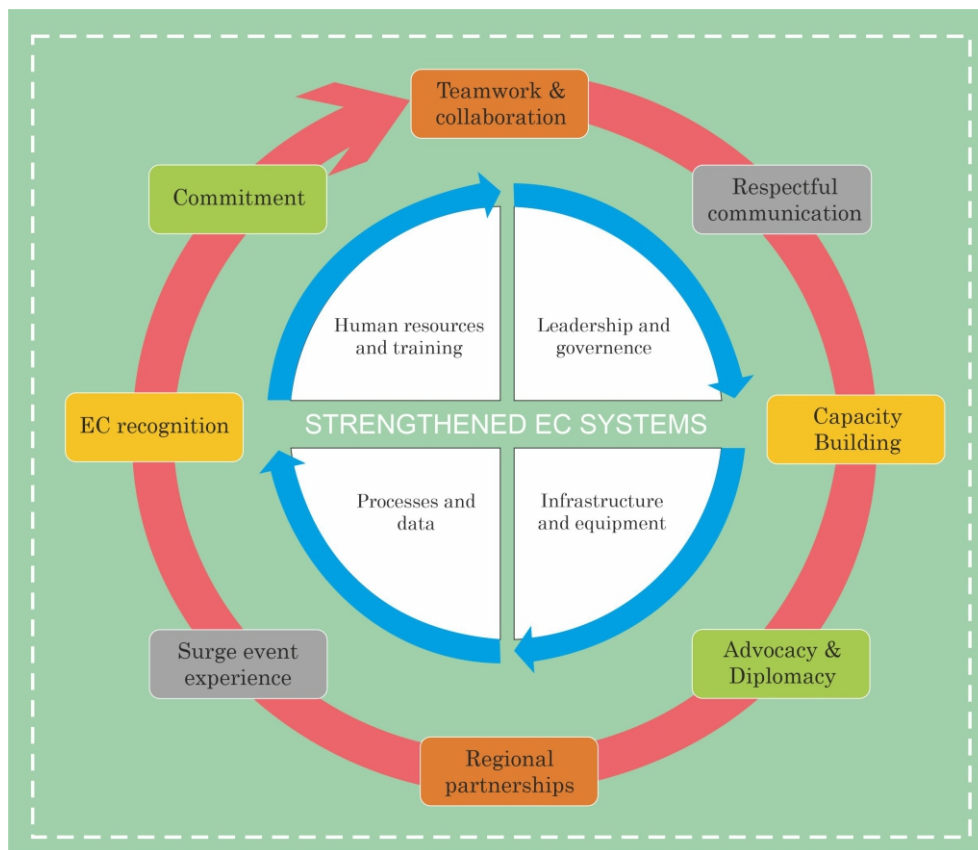 Teamwork &
collaboration
Respectful
communication
Commitment
Human resources
and training
Leadership and
governence
EC recognition
STRENGTHENED EC SYSTEMS
Capacity
Building
Processes and
data
Infrastructure
and equipment
Surge event
experience
Advocacy &
Diplomacy
Regional
partnerships